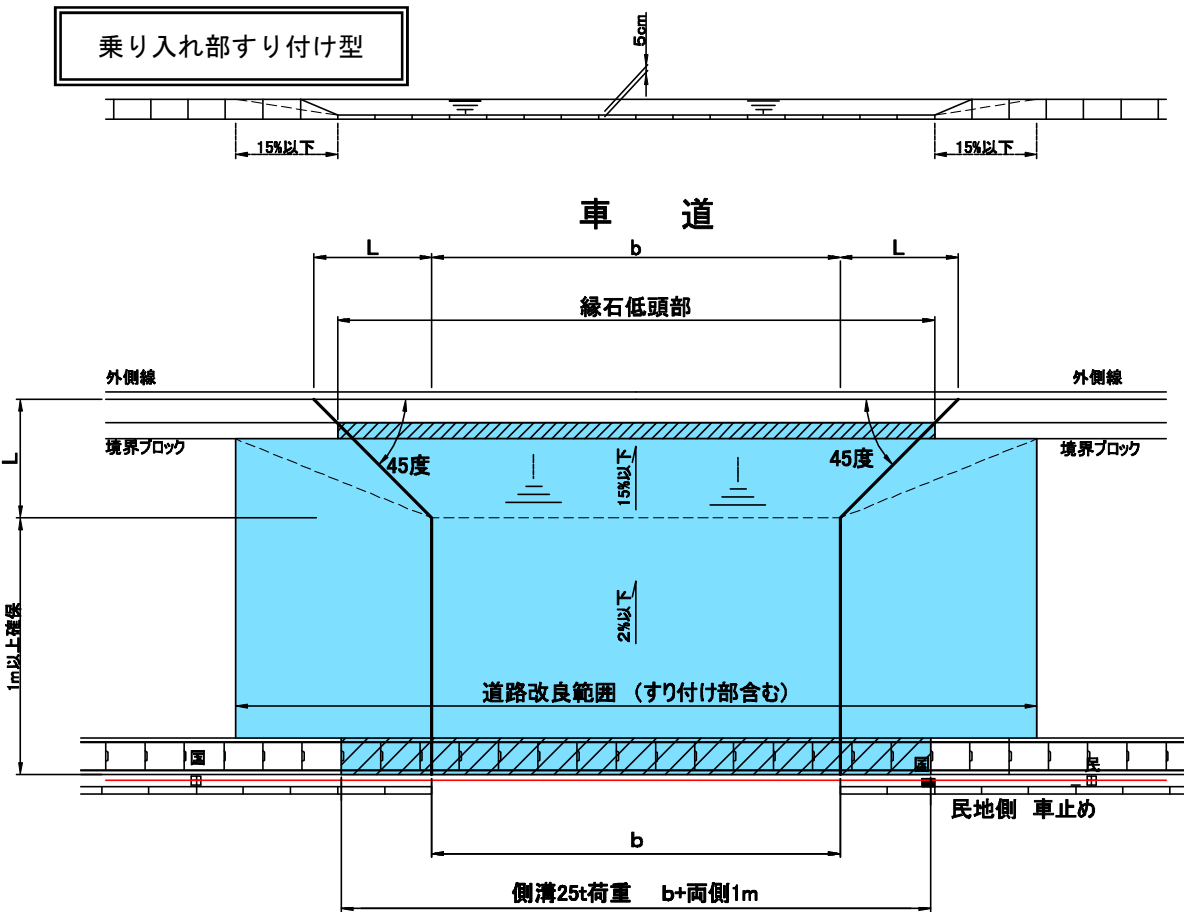 乗り入れ部すり付け型
5cm
15%以下
15%以下
車 道
L
b
L
縁石低頭部
外側線
外側線
境界ブロック
境界ブロック
L
45度
45度
15%以下
1m以上確保
2%以下
道路改良範囲 (すり付け部含む)
国
国
民
民地側 車止め
b
側溝25t荷重 b+両側1m